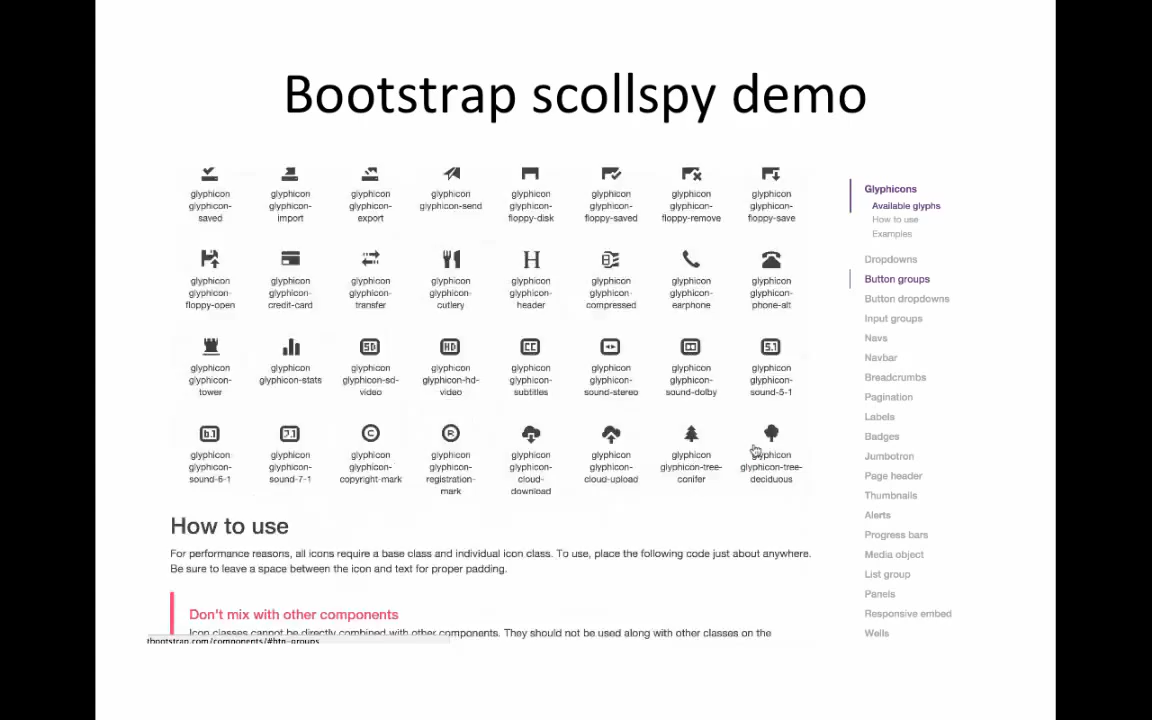 Bootstrap scollspy demo
glyphicon glyphicon glyphicon glyphicon glyphicon glyphicon glyphicon glyphicon
glyphicon- glyphicon- glyphicon- glyphicon-send glyphicon- glyphicon- glyphicon- glyphicon-
saved import export floppy-disk floppy-saved floppy-remove floppy-save
glyphicon glyphicon glyphicon glyphicon glyphicon glyphicon glyphicon glyphicon
glyphicon- glyphicon- glyphicon- glyphicon- glyphicon- glyphicon- glyphicon- glyphicon-
floppy-open credit-card transfer cutlery header compressed earphone phone-alt
SD HD CC 5.1
glyphicon glyphicon glyphicon glyphicon glyphicon glyphicon glyphicon glyphicon
glyphicon- glyphicon-stats glyphicon-sd- glyphicon-hd- glyphicon- glyphicon- glyphicon- glyphicon-
tower video video subtitles sound-stereo sound-dolby sound-5-1
6.1 7.1 C R
glyphicon glyphicon glyphicon glyphicon glyphicon glyphicon glyphicon glyphicon
glyphicon- glyphicon- glyphicon- glyphicon- glyphicon- glyphicon- glyphicon-tree- glyphicon-tree-
sound-6-1 sound-7-1 copyright-mark registration- cloud- cloud-upload conifer deciduous
mark download
How to use
For performance reasons, all icons require a base class and individual icon class. To use, place the following code just about anywhere.
Be sure to leave a space between the icon and text for proper padding.
Don't mix with other components
Icon classes cannot be directly combined with other components. They should not be used along with other classes on the
tbootstrap.com/components/#btn-groups
Glyphicons
Available glyphs
How to use
Examples
Dropdowns
Button groups
Button dropdowns
Input groups
Navs
Navbar
Breadcrumbs
Pagination
Labels
Badges
Jumbotron
Page header
Thumbnails
Alerts
Progress bars
Media object
List group
Panels
Responsive embed
Wells